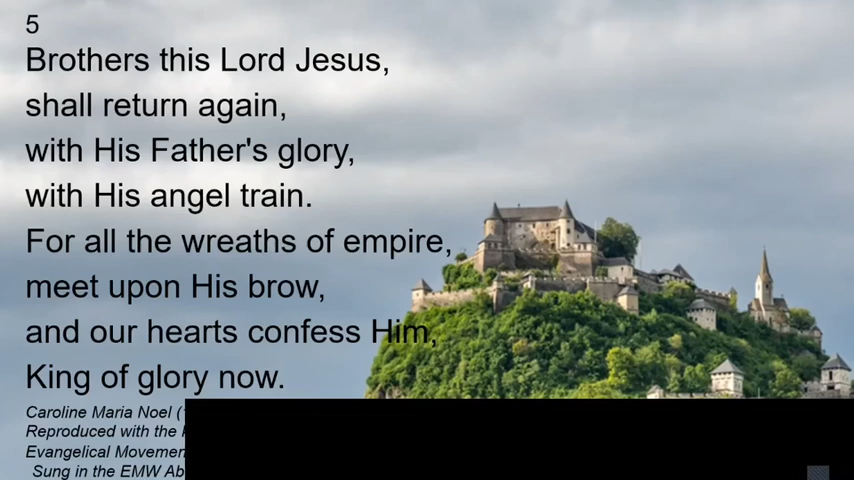 5
Brothers this Lord Jesus,
shall return again,
with His Father's glory,
with His angel train.
For all the wreaths of empire,
meet upon His brow,
and our hearts confess Him,
King of glory now.
Caroline Maria Noel
Reproduced with the
Evangelical
Sung in the EMW